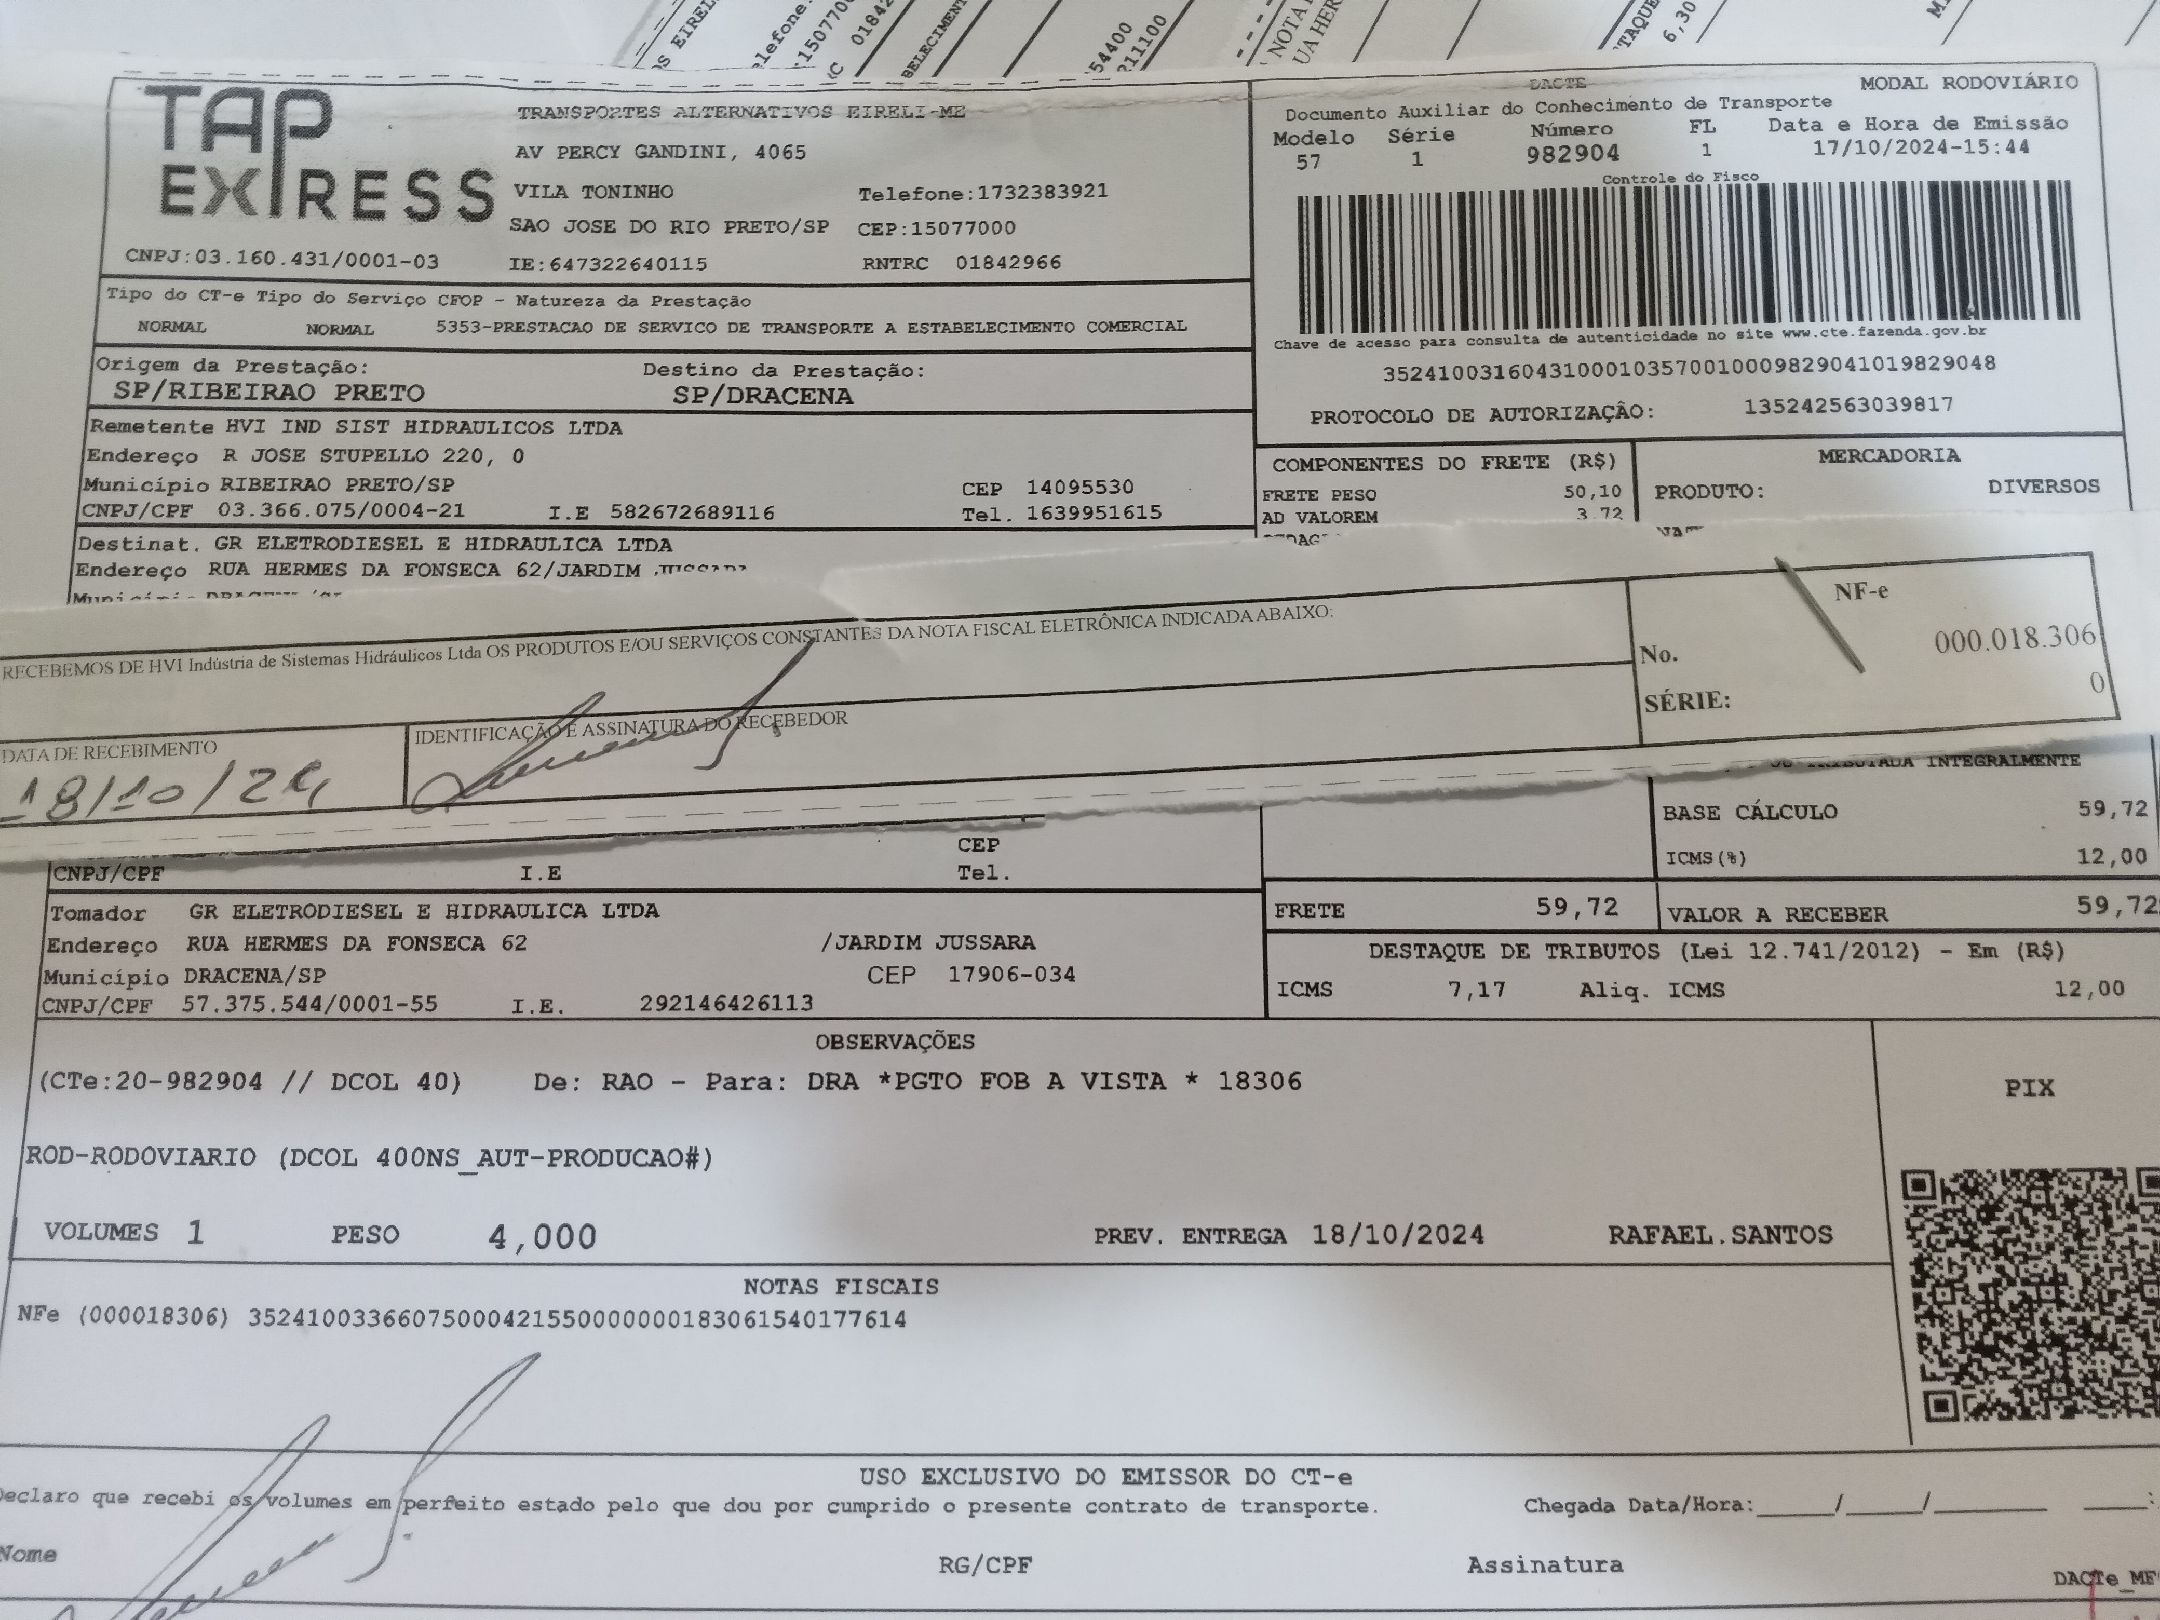 TAP EXPRESS
TRANSPORTES ALTERNATIVOS EIRELI-ME
AV PERCY GANDINI, 4065
VILA TONINHO Telefone:1732383921
SAO JOSE DO RIO PRETO/SP CEP:15077000
CNPJ:03.160.431/0001-03 IE:647322640115 RNTRC 01842966
DACTE MODAL RODOVIÁRIO
Documento Auxiliar do Conhecimento de Transporte
Modelo Série Número FL Data e Hora de Emissão
57 1 982904 1 17/10/2024-15:44
Controle do Fisco
Chave de acesso para consulta de autenticidade no site www.cte.fazenda.gov.br
35241003160431000103570010009829041019829048
PROTOCOLO DE AUTORIZAÇÃO: 135242563039817
Tipo do CT-e Tipo do Serviço CFOP - Natureza da Prestação
NORMAL NORMAL 5353-PRESTACAO DE SERVICO DE TRANSPORTE A ESTABELECIMENTO COMERCIAL
Origem da Prestação: Destino da Prestação:
SP/RIBEIRAO PRETO SP/DRACENA
Remetente HVI IND SIST HIDRAULICOS LTDA
Endereço R JOSE STUPELLO 220, 0
Município RIBEIRAO PRETO/SP CEP 14095530
CNPJ/CPF 03.366.075/0004-21 I.E 582672689116 Tel. 1639951615
COMPONENTES DO FRETE (R$) MERCADORIA
FRETE PESO 50,10 PRODUTO: DIVERSOS
AD VALOREM 3,72
Destinat. GR ELETRODIESEL E HIDRAULICA LTDA
Endereço RUA HERMES DA FONSECA 62/JARDIM
RECEBEMOS DE HVI Indústria de Sistemas Hidráulicos Ltda OS PRODUTOS E/OU SERVIÇOS CONSTANTES DA NOTA FISCAL ELETRÔNICA INDICADA ABAIXO:
NF-e
No. 000.018.306
SÉRIE: 0
DATA DE RECEBIMENTO IDENTIFICAÇÃO E ASSINATURA DO RECEBEDOR
18/10/24
TRIBUTADA INTEGRALMENTE
BASE CÁLCULO 59,72
ICMS(%) 12,00
CEP
CNPJ/CPF I.E Tel.
FRETE 59,72 VALOR A RECEBER 59,72
Tomador GR ELETRODIESEL E HIDRAULICA LTDA
Endereço RUA HERMES DA FONSECA 62 /JARDIM JUSSARA
Município DRACENA/SP CEP 17906-034
CNPJ/CPF 57.375.544/0001-55 I.E. 292146426113
DESTAQUE DE TRIBUTOS (Lei 12.741/2012) - Em (R$)
ICMS 7,17 Aliq. ICMS 12,00
OBSERVAÇÕES
(CTe:20-982904 // DCOL 40) De: RAO - Para: DRA *PGTO FOB A VISTA * 18306
PIX
ROD-RODOVIARIO (DCOL 400NS_AUT-PRODUCAO#)
VOLUMES 1 PESO 4,000 PREV. ENTREGA 18/10/2024 RAFAEL.SANTOS
NOTAS FISCAIS
NFe (000018306) 35241003366075000421550000000183061540177614
USO EXCLUSIVO DO EMISSOR DO CT-e
Declaro que recebi os volumes em perfeito estado pelo que dou por cumprido o presente contrato de transporte. Chegada Data/Hora:____/____/______ ____:
Nome RG/CPF Assinatura